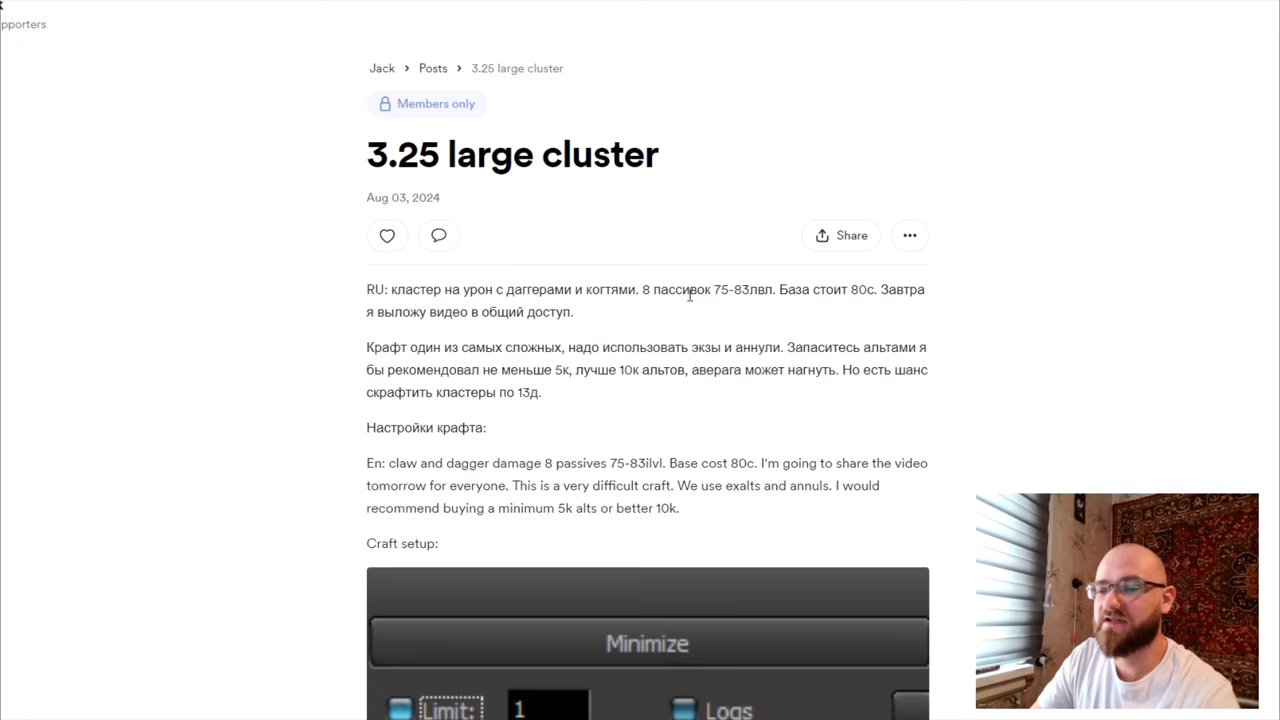 pporters
Jack > Posts > 3.25 large cluster
Members only
3.25 large cluster
Aug 03, 2024
Share
RU: кластер на урон с даггерами и когтями. 8 пассивок 75-83лвл. База стоит 80с. Завтра
я выложу видео в общий доступ.
Крафт один из самых сложных, надо использовать экзы и аннули. Запаситесь альтами я
бы рекомендовал не меньше 5к, лучше 10к альтов, аверага может нагнуть. Но есть шанс
скрафтить кластеры по 13д.
Настройки крафта:
En: claw and dagger damage 8 passives 75-83ilvl. Base cost 80c. I'm going to share the video
tomorrow for everyone. This is a very difficult craft. We use exalts and annuls. I would
recommend buying a minimum 5k alts or better 10k.
Craft setup:
Minimize
Limit: 1 Logs